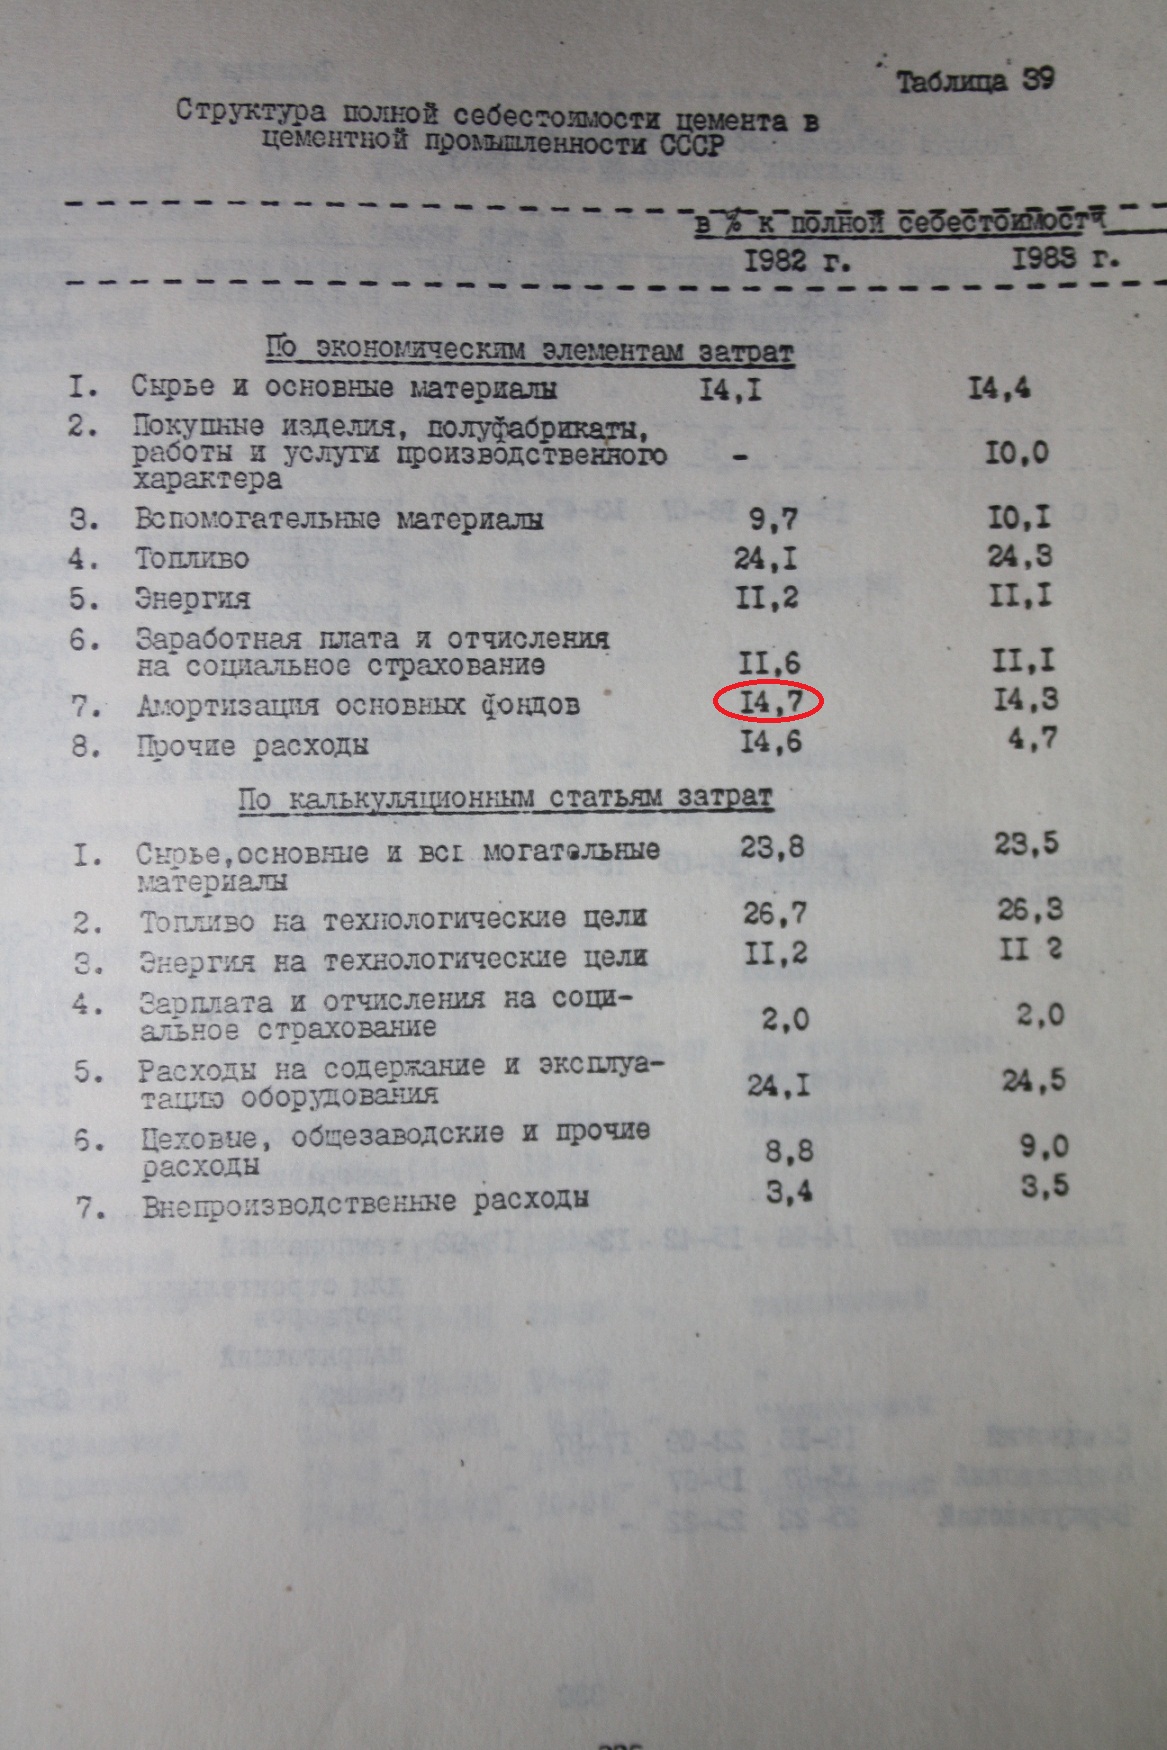 Таблица 39
Структура полной себестоимости цемента в
цементной промышленности СССР
в % к полной себестоимости
1982 г. 1983 г.
По экономическим элементам затрат
1. Сырье и основные материалы 14,1 14,4
2. Покупные изделия, полуфабрикаты,
работы и услуги производственного - 10,0
характера
3. Вспомогательные материалы 9,7 10,1
4. Топливо 24,1 24,3
5. Энергия 11,2 11,1
6. Заработная плата и отчисления
на социальное страхование 11,6 11,1
7. Амортизация основных фондов 14,7 14,3
8. Прочие расходы 14,6 4,7
По калькуляционным статьям затрат
1. Сырье,основные и всп могательные 23,8 23,5
материалы
2. Топливо на технологические цели 26,7 26,3
3. Энергия на технологические цели 11,2 11 2
4. Зарплата и отчисления на соци-
альное страхование 2,0 2,0
5. Расходы на содержание и эксплуа-
тацию оборудования 24,1 24,5
6. Цеховые, общезаводские и прочие
расходы 8,8 9,0
7. Внепроизводственные расходы 3,4 3,5